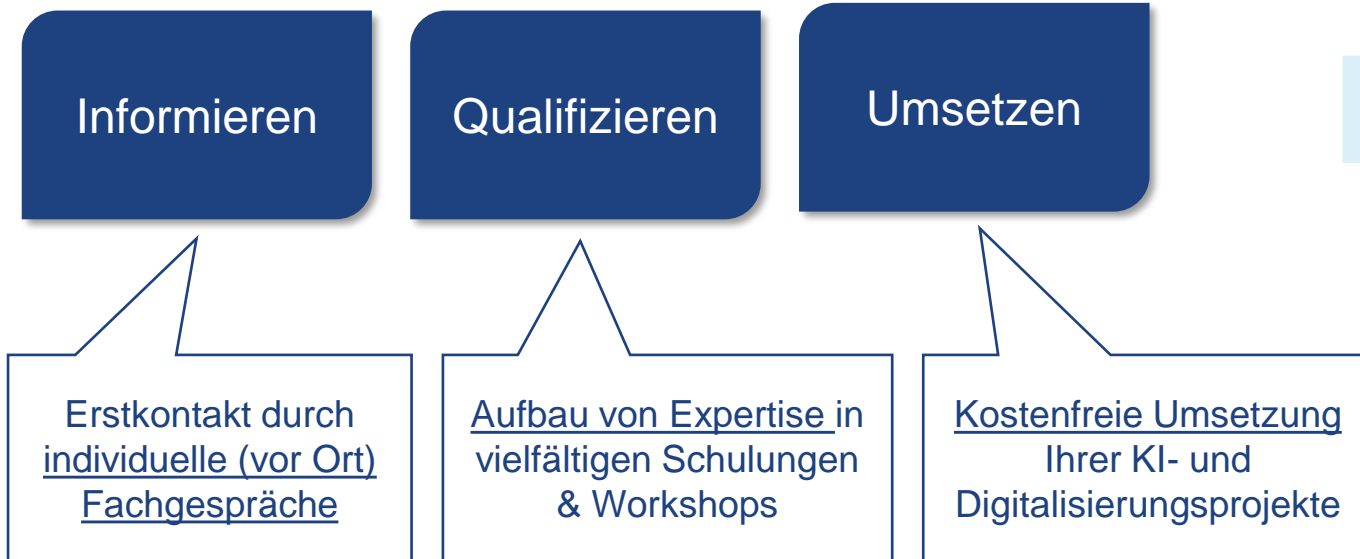 Informieren
Qualifizieren
Umsetzen
Erstkontakt durch
individuelle (vor Ort)
Fachgespräche
Aufbau von Expertise in
vielfältigen Schulungen
& Workshops
Kostenfreie Umsetzung
Ihrer KI- und
Digitalisierungsprojekte